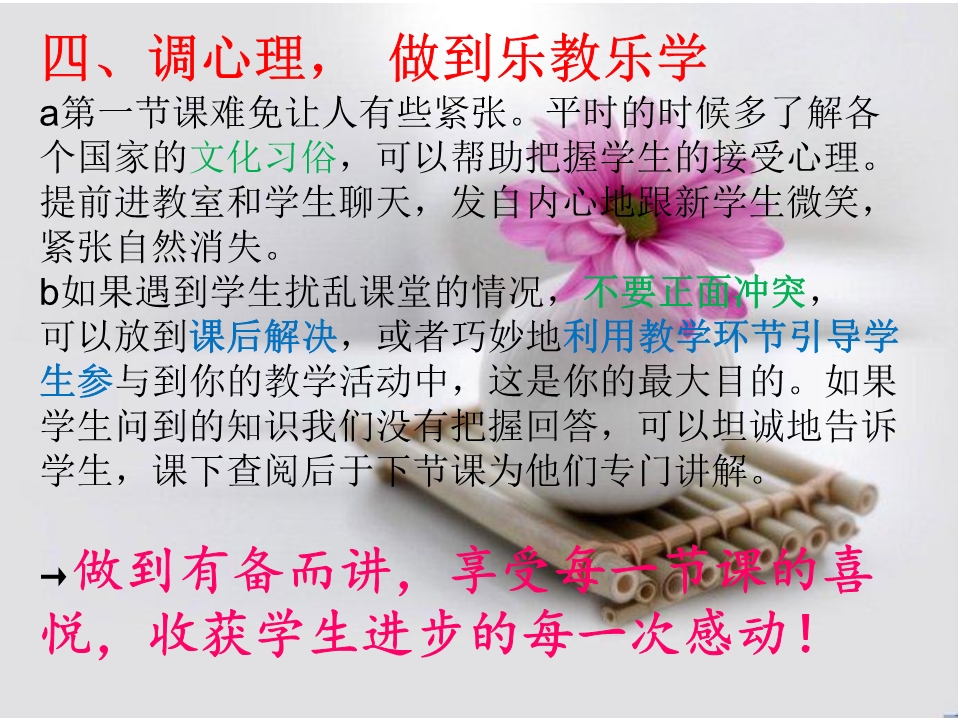 四、调心理， 做到乐教乐学
a第一节课难免让人有些紧张。平时的时候多了解各
个国家的文化习俗，可以帮助把握学生的接受心理。
提前进教室和学生聊天，发自内心地跟新学生微笑，
紧张自然消失。
b如果遇到学生扰乱课堂的情况，不要正面冲突，
可以放到课后解决，或者巧妙地利用教学环节引导学
生参与到你的教学活动中，这是你的最大目的。如果
学生问到的知识我们没有把握回答，可以坦诚地告诉
学生，课下查阅后于下节课为他们专门讲解。
→做到有备而讲，享受每一节课的喜
悦，收获学生进步的每一次感动！